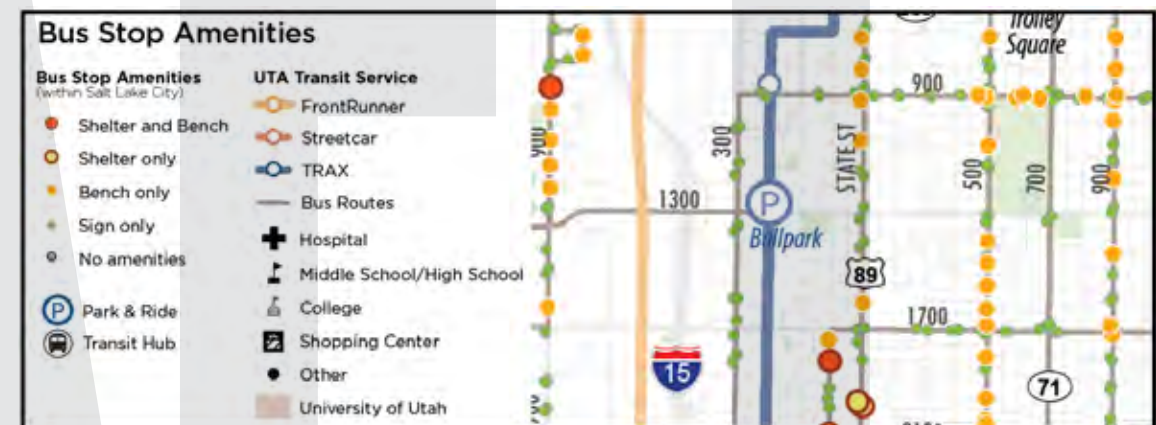 Bus Stop Amenities
Bus Stop Amenities
(within Salt Lake City)
Shelter and Bench
Shelter only
Bench only
Sign only
No amenities
P Park & Ride
Transit Hub
UTA Transit Service
FrontRunner
Streetcar
TRAX
Bus Routes
Hospital
Middle School/High School
College
Shopping Center
Other
University of Utah
Trolley
Square
900
900
300
STATE ST
500
700
900
1300
P
Ballpark
89
1700
15
71